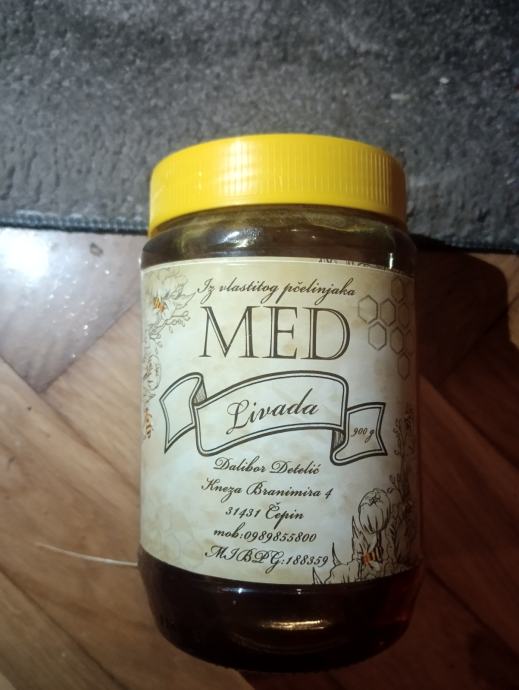 Iz vlastitog pčelinjaka
MED
Livada
900 g
Dalibor Detelić
Kneza Branimira 4
31431 Čepin
mob:0989855800
MIBPG:188359